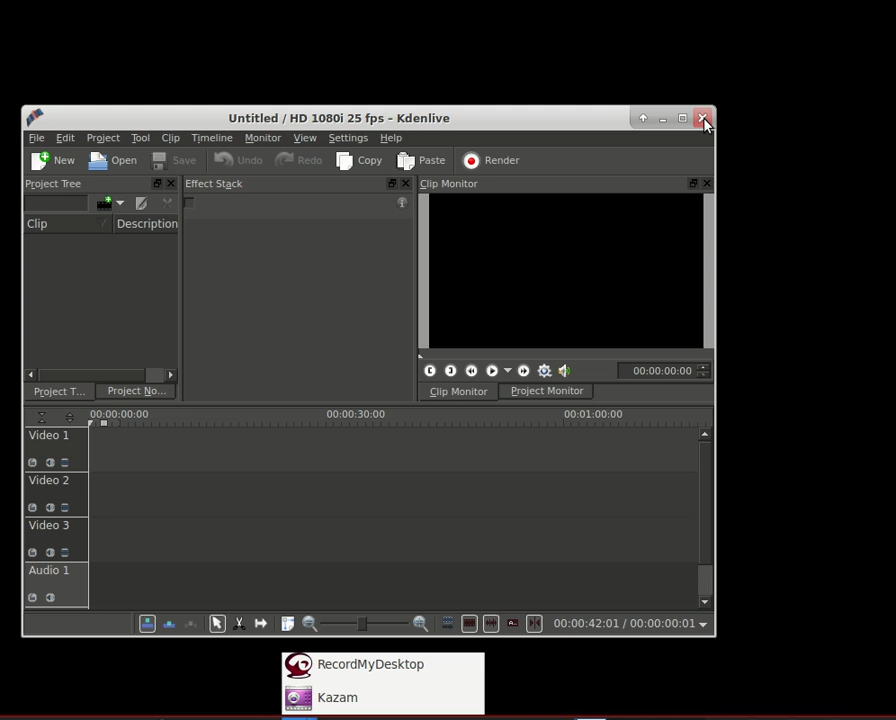 Untitled / HD 1080i 25 fps – Kdenlive
File Edit Project Tool Clip Timeline Monitor View Settings Help
New Open Save Undo Redo Copy Paste Render
Project Tree Effect Stack Clip Monitor
Clip Description
00:00:00:00
Project T... Project No... Clip Monitor Project Monitor
00:00:00:00 00:00:30:00 00:01:00:00
Video 1
Video 2
Video 3
Audio 1
00:00:42:01 / 00:00:00:01
RecordMyDesktop
Kazam